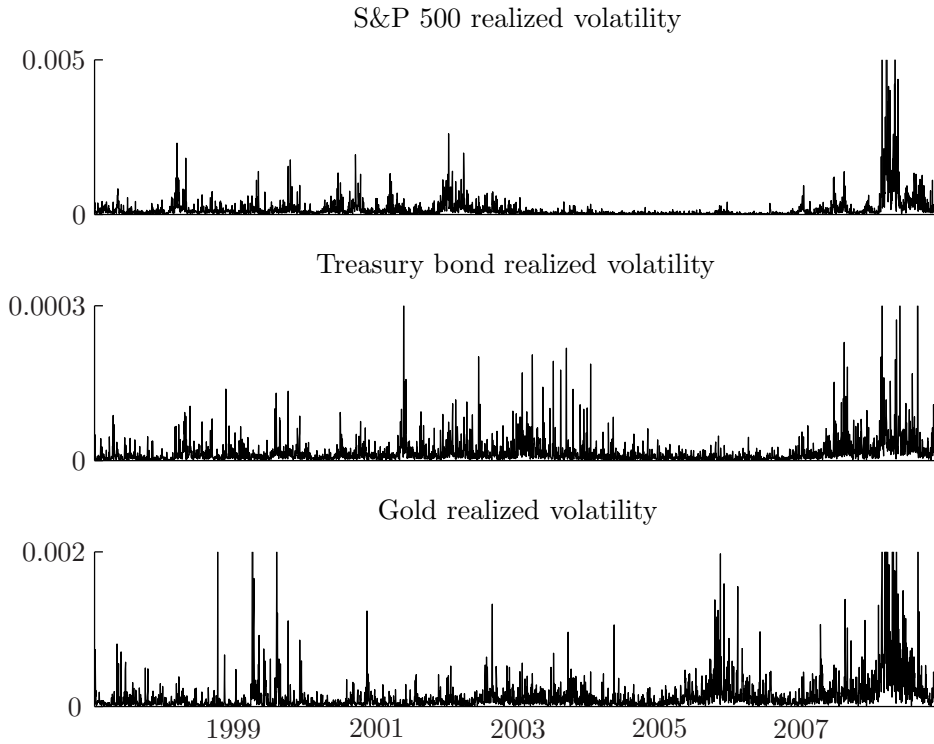 S&P 500 realized volatility
0.005
0
Treasury bond realized volatility
0.0003
0
Gold realized volatility
0.002
0
1999 2001 2003 2005 2007